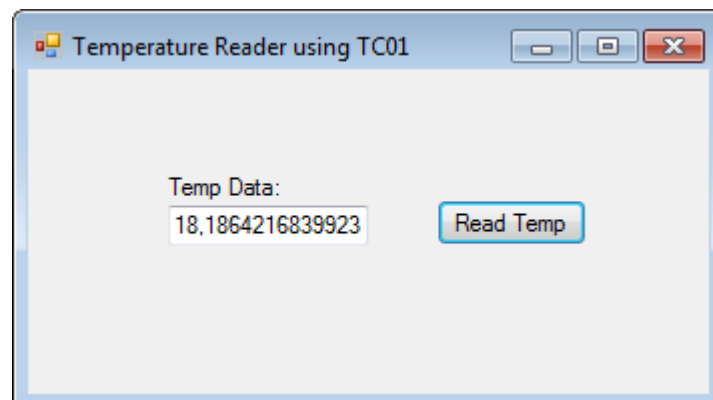 Temperature Reader using TC01
Temp Data:
18,1864216839923
Read Temp